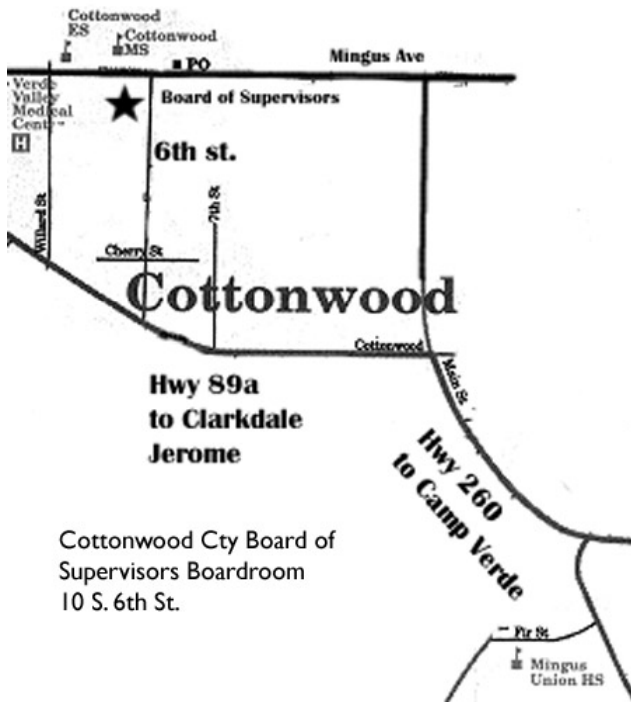 Cottonwood
ES
Cottonwood
MS
PO
Mingus Ave
Verde
Valley
Medical
H
Board of Supervisors
6th st.
Willard St
7th St
Cherry St
Cottonwood
Cottonwood
Main St
Hwy 89a
to Clarkdale
Jerome
Hwy 260
to Camp Verde
Cottonwood Cty Board of
Supervisors Boardroom
10 S. 6th St.
Fir St
Mingus
Union HS